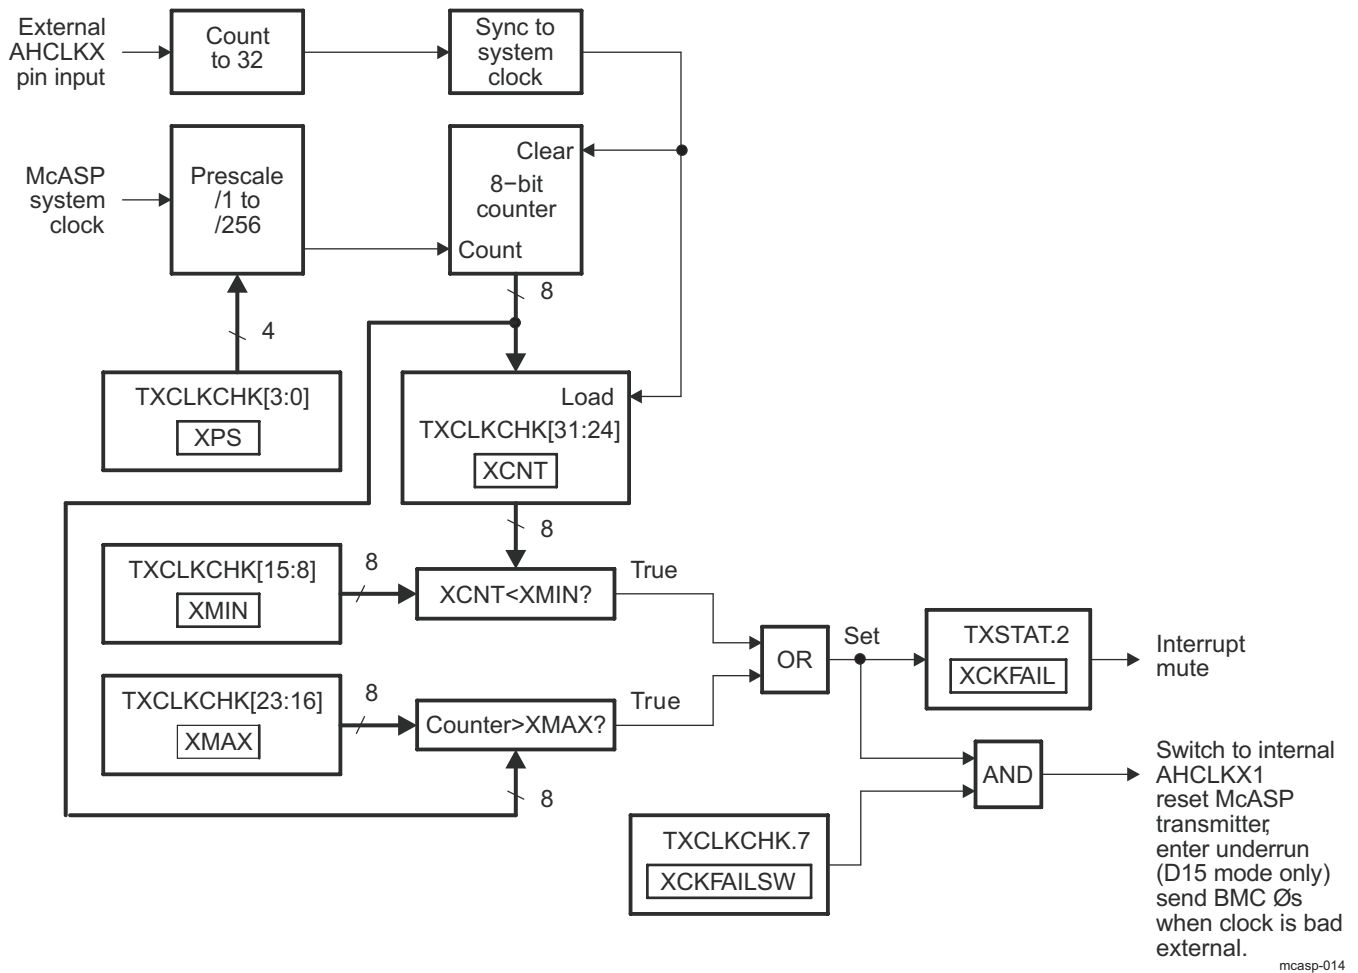 External
AHCLKX
pin input
Count
to 32
Sync to
system
clock
McASP
system
clock
Prescale
/1 to
/256
Clear
8−bit
counter
Count
8
4
TXCLKCHK[3:0]
XPS
Load
TXCLKCHK[31:24]
XCNT
8
TXCLKCHK[15:8]
XMIN
8
XCNT<XMIN?
True
TXCLKCHK[23:16]
XMAX
8
Counter>XMAX?
True
8
OR
Set
TXSTAT.2
XCKFAIL
Interrupt
mute
AND
TXCLKCHK.7
XCKFAILSW
Switch to internal
AHCLKX1
reset McASP
transmitter,
enter underrun
(D15 mode only)
send BMC Øs
when clock is bad
external.
mcasp-014